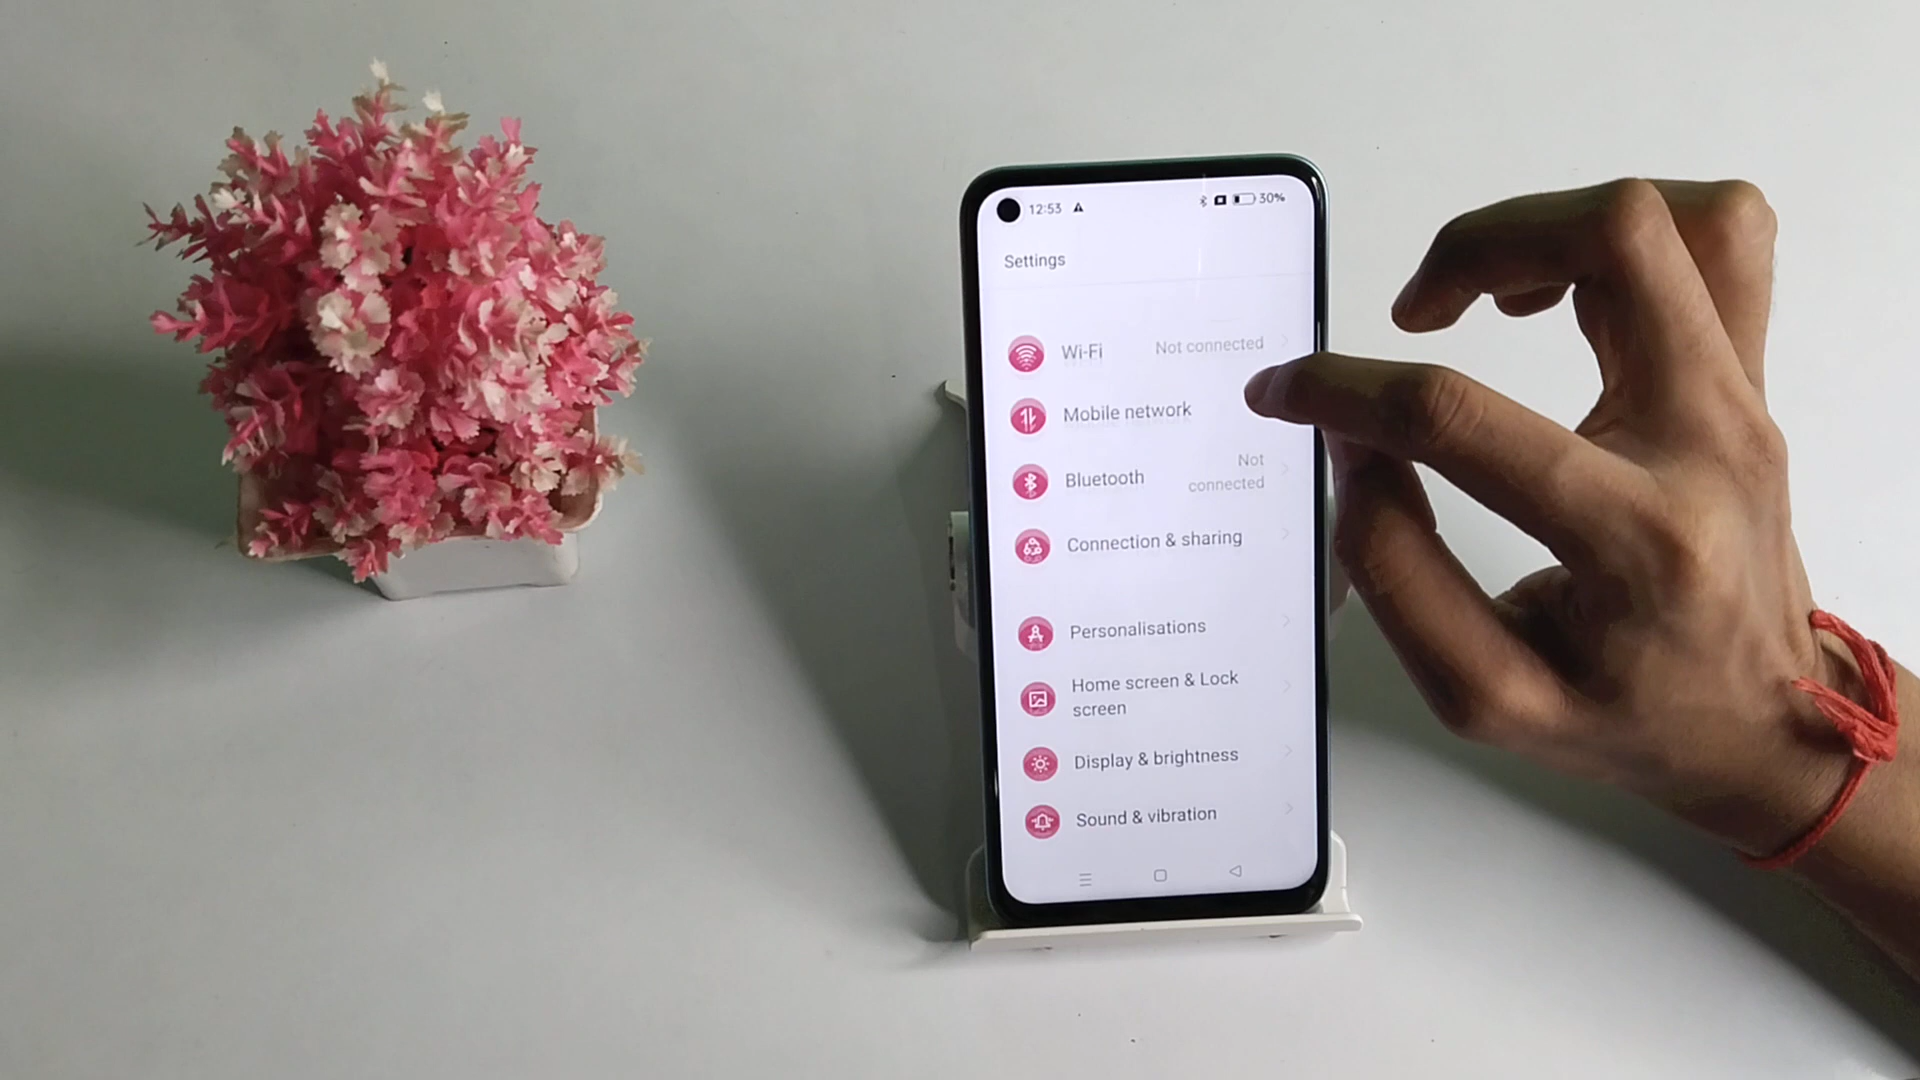 12:53 30%
Settings
Wi-Fi Not connected
Mobile network
Bluetooth Not
connected
Connection & sharing
Personalisations
Home screen & Lock
screen
Display & brightness
Sound & vibration